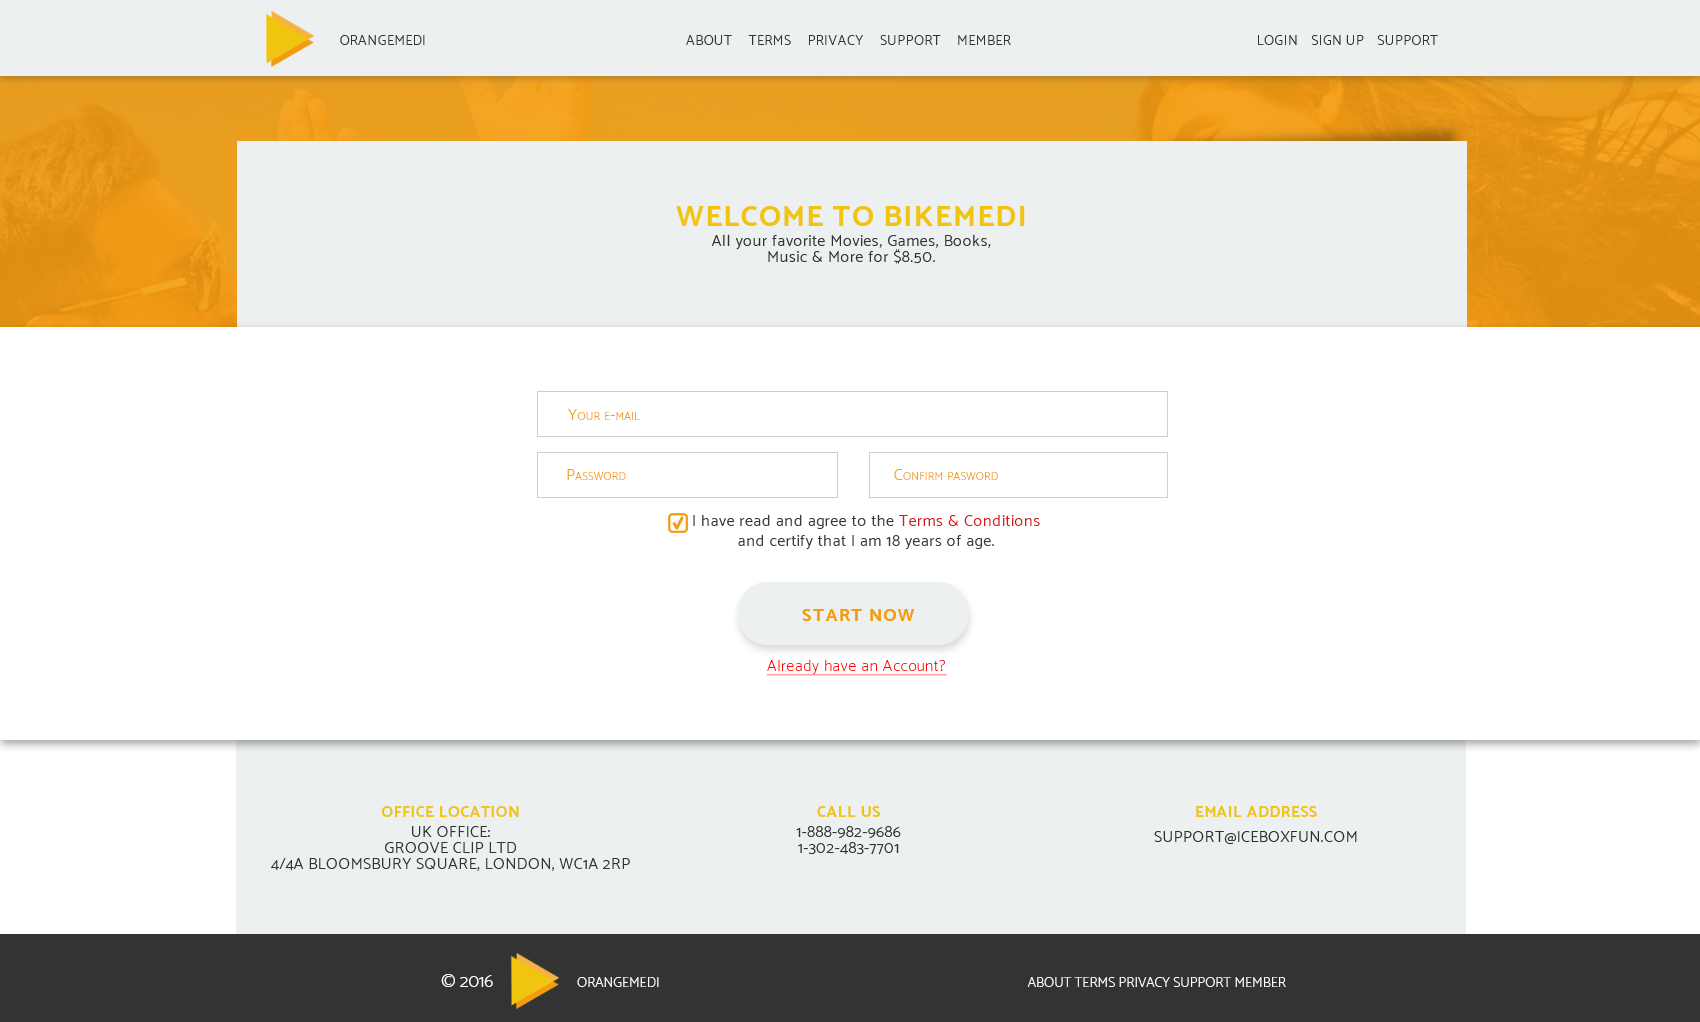 ORANGEMEDI
ABOUT TERMS PRIVACY SUPPORT MEMBER
LOGIN SIGN UP SUPPORT
WELCOME TO BIKEMEDI
All your favorite Movies, Games, Books,
Music & More for $8.50.
Your e-mail
Password
Confirm pasword
I have read and agree to the Terms & Conditions
and certify that I am 18 years of age.
START NOW
Already have an Account?
OFFICE LOCATION
UK OFFICE:
GROOVE CLIP LTD
4/4A BLOOMSBURY SQUARE, LONDON, WC1A 2RP
CALL US
1-888-982-9686
1-302-483-7701
EMAIL ADDRESS
SUPPORT@ICEBOXFUN.COM
© 2016
ORANGEMEDI
ABOUT TERMS PRIVACY SUPPORT MEMBER